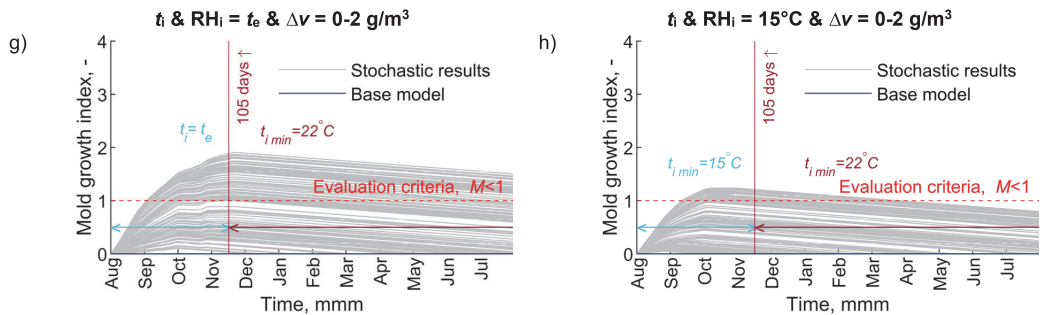 g)
tᵢ & RHᵢ = tₑ & Δv = 0-2 g/m³
Mold growth index, -
4
3
2
1
0
105 days ↑
Stochastic results
Base model
tᵢ= tₑ
t i min=22°C
Evaluation criteria, M<1
Aug
Sep
Oct
Nov
Dec
Jan
Feb
Mar
Apr
May
Jun
Jul
Time, mmm
h)
tᵢ & RHᵢ = 15°C & Δv = 0-2 g/m³
Mold growth index, -
4
3
2
1
0
105 days ↑
Stochastic results
Base model
t i min=15°C
t i min=22°C
Evaluation criteria, M<1
Aug
Sep
Oct
Nov
Dec
Jan
Feb
Mar
Apr
May
Jun
Jul
Time, mmm